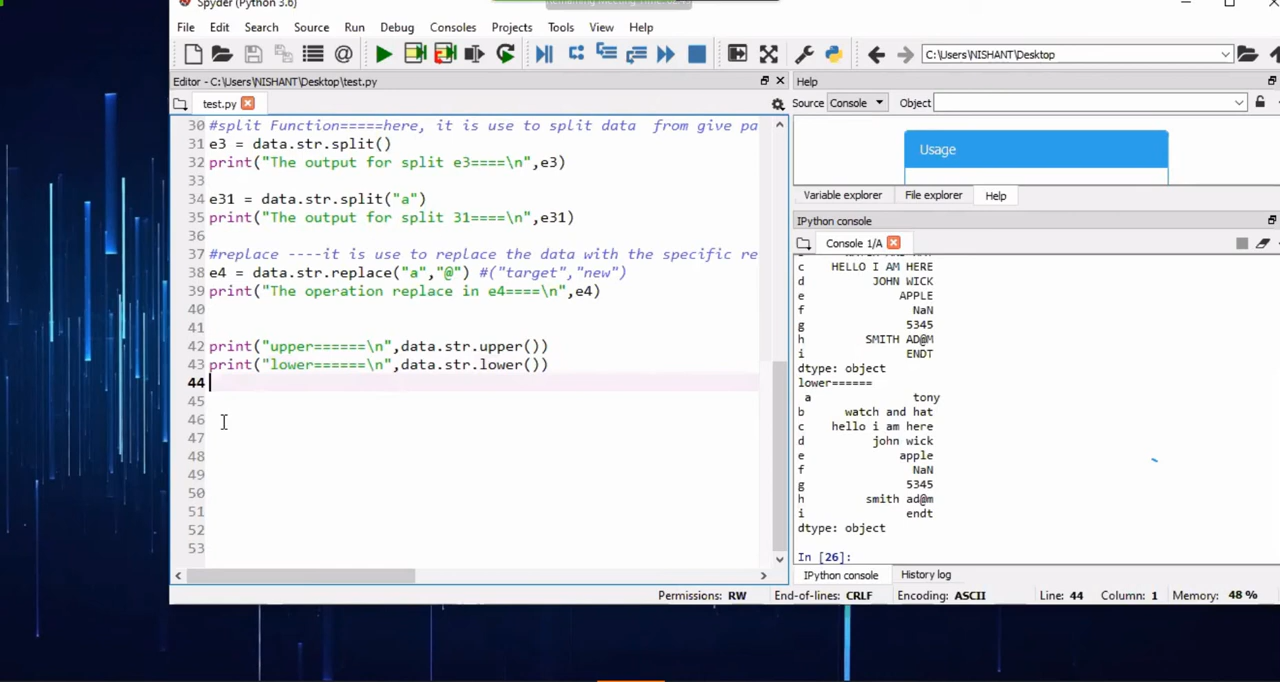 Spyder (Python 3.6)
Remaining Meeting Time:
File Edit Search Source Run Debug Consoles Projects Tools View Help
C:\Users\NISHANT\Desktop
Editor - C:\Users\NISHANT\Desktop\test.py
Help
test.py
Source Console Object
30 #split Function=====here, it is use to split data  from give pa
31 e3 = data.str.split()
32 print("The output for split e3====\n",e3)
33
34 e31 = data.str.split("a")
35 print("The output for split 31====\n",e31)
36
37 #replace ----it is use to replace the data with the specific re
38 e4 = data.str.replace("a","@") #("target","new")
39 print("The operation replace in e4====\n",e4)
40
41
42 print("upper======\n",data.str.upper())
43 print("lower======\n",data.str.lower())
44
45
46
47
48
49
50
51
52
53
Usage
Variable explorer File explorer Help
IPython console
Console 1/A
c HELLO I AM HERE
d JOHN WICK
e APPLE
f NaN
g 5345
h SMITH AD@M
i ENDT
dtype: object
lower======
a tony
b watch and hat
c hello i am here
d john wick
e apple
f NaN
g 5345
h smith ad@m
i endt
dtype: object
In [26]:
IPython console History log
Permissions: RW End-of-lines: CRLF Encoding: ASCII Line: 44 Column: 1 Memory: 48 %